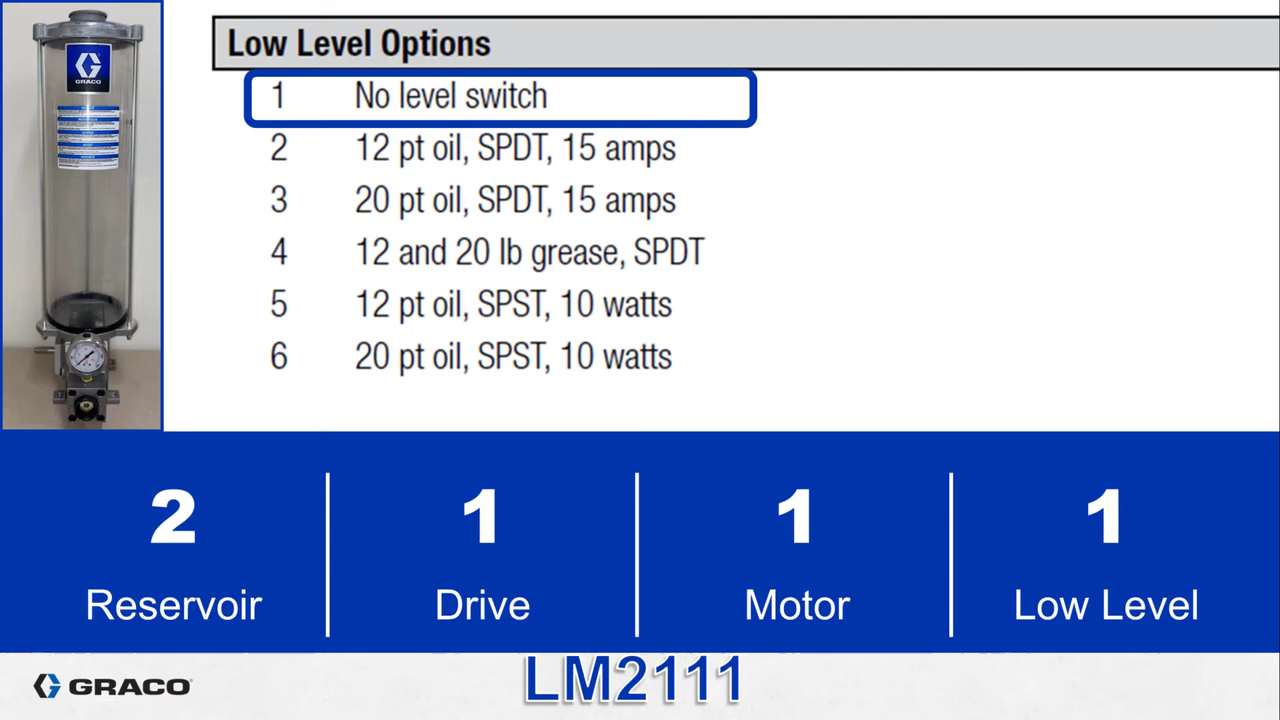 GRACO
Low Level Options
1 No level switch
2 12 pt oil, SPDT, 15 amps
3 20 pt oil, SPDT, 15 amps
4 12 and 20 lb grease, SPDT
5 12 pt oil, SPST, 10 watts
6 20 pt oil, SPST, 10 watts
2 1 1 1
Reservoir Drive Motor Low Level
LM2111
GRACO